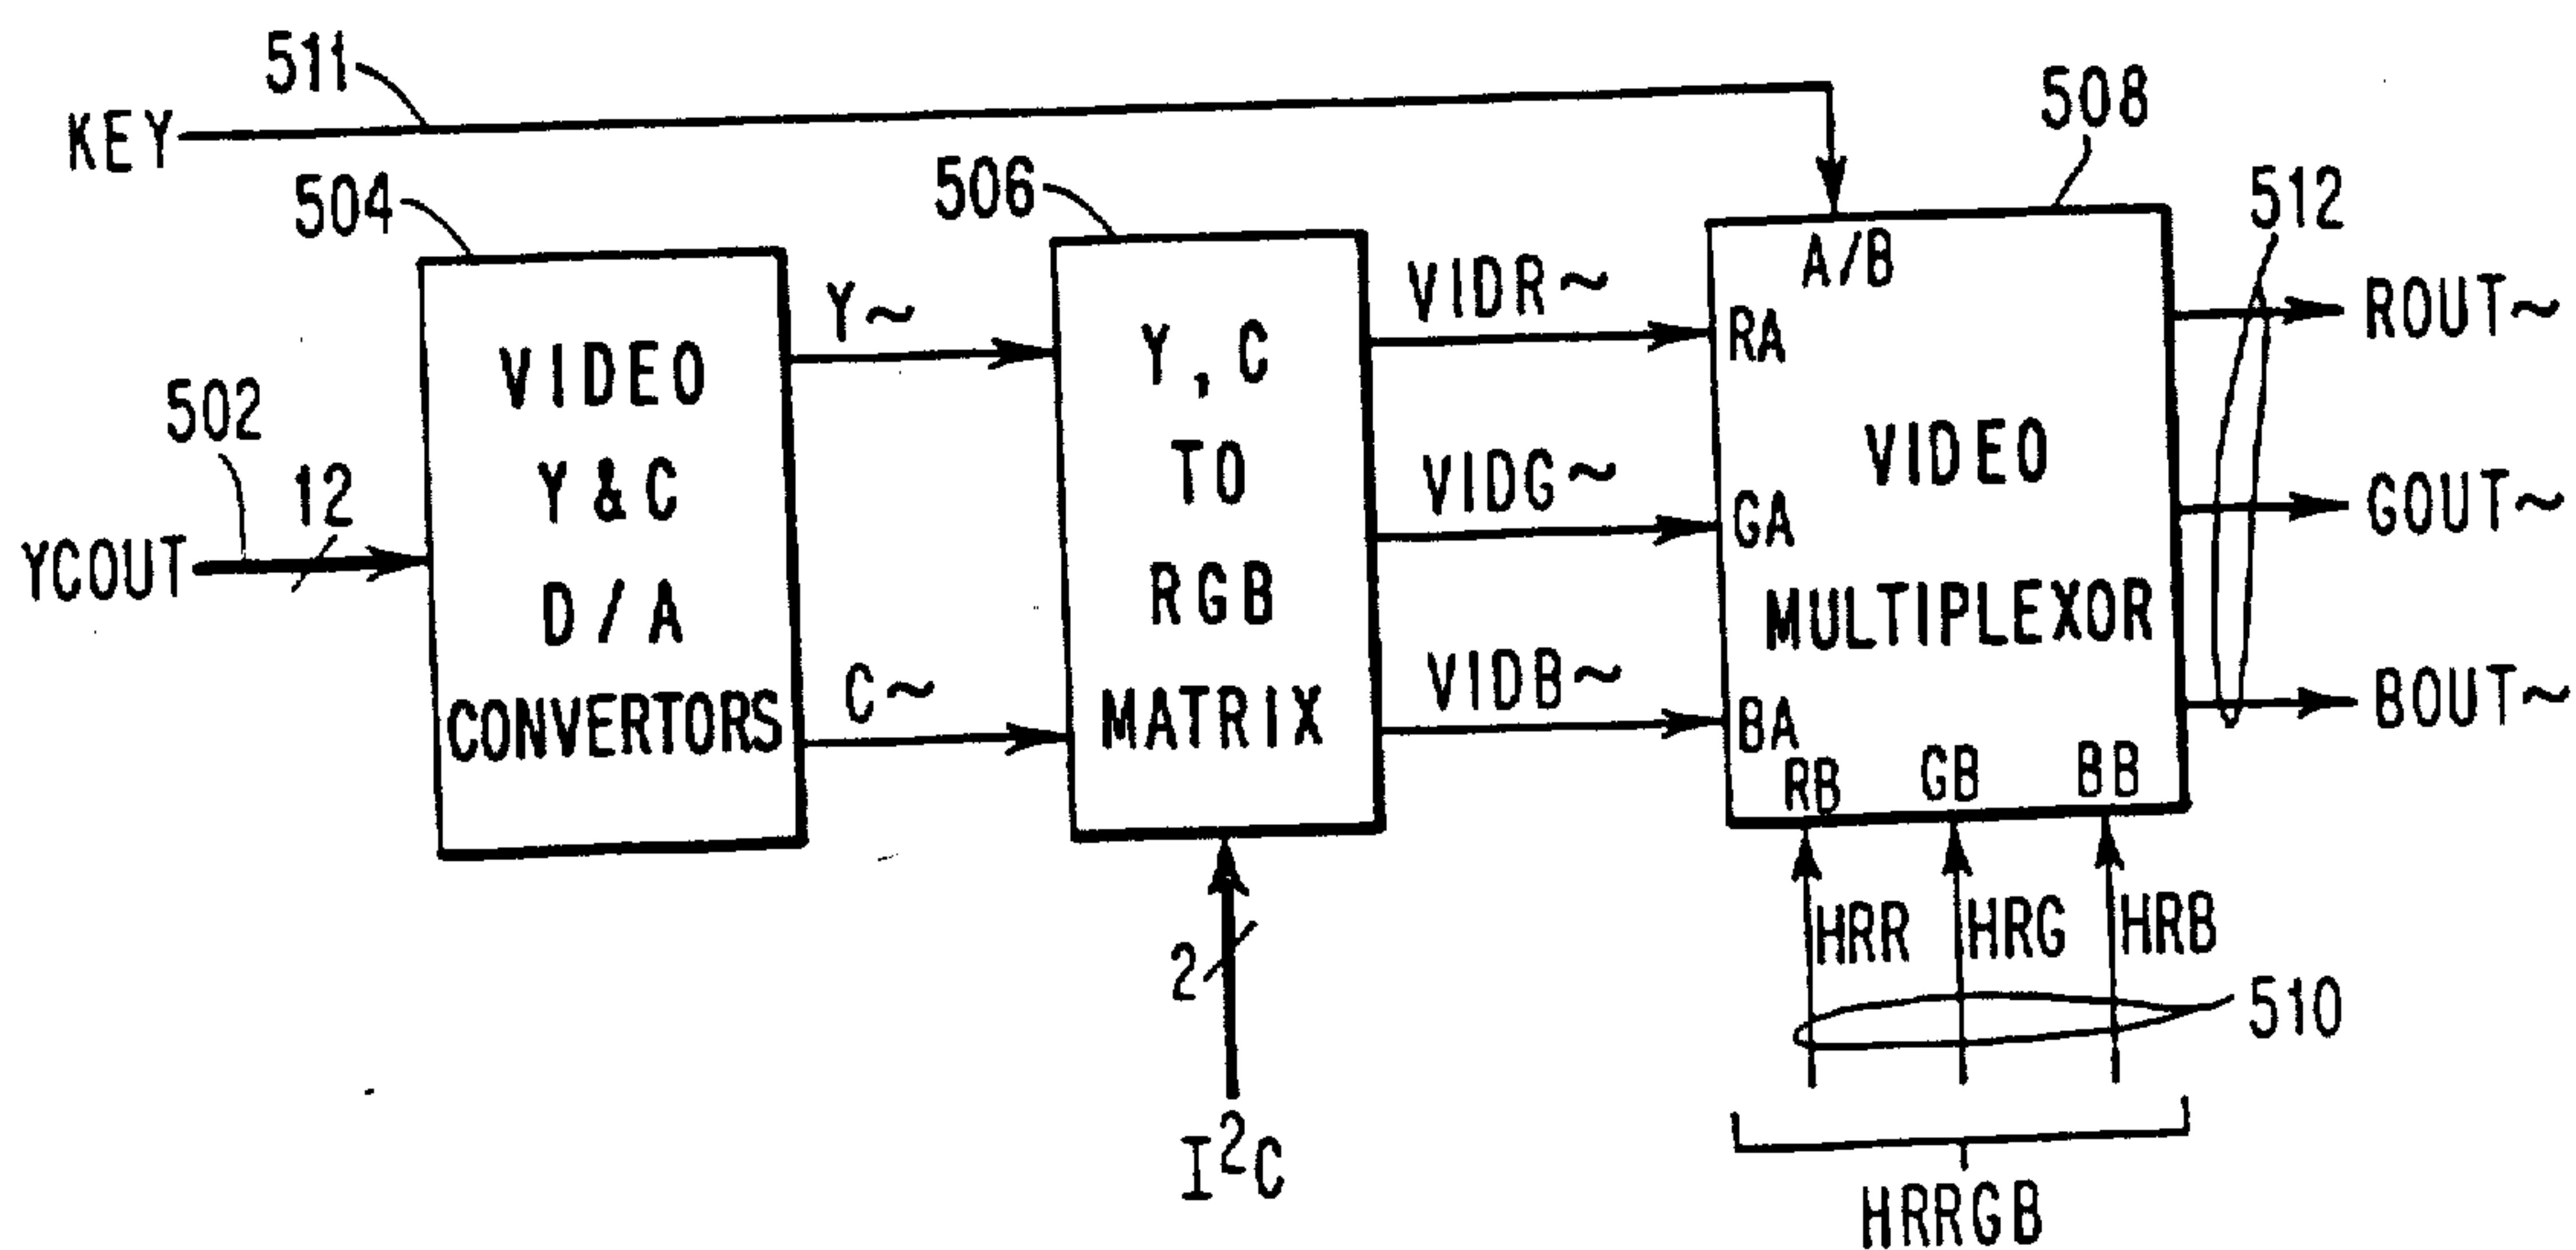 511
KEY
504
506
508
512
A/B
Y~
VIDR~
RA
ROUT~
502
12
YCOUT
VIDEO
Y & C
D / A
CONVERTORS
Y , C
TO
RGB
MATRIX
VIDG~
GA
VIDEO
MULTIPLEXOR
GOUT~
C~
VIDB~
BA
BOUT~
RB GB BB
2
HRR HRG HRB
510
I²C
HRRGB